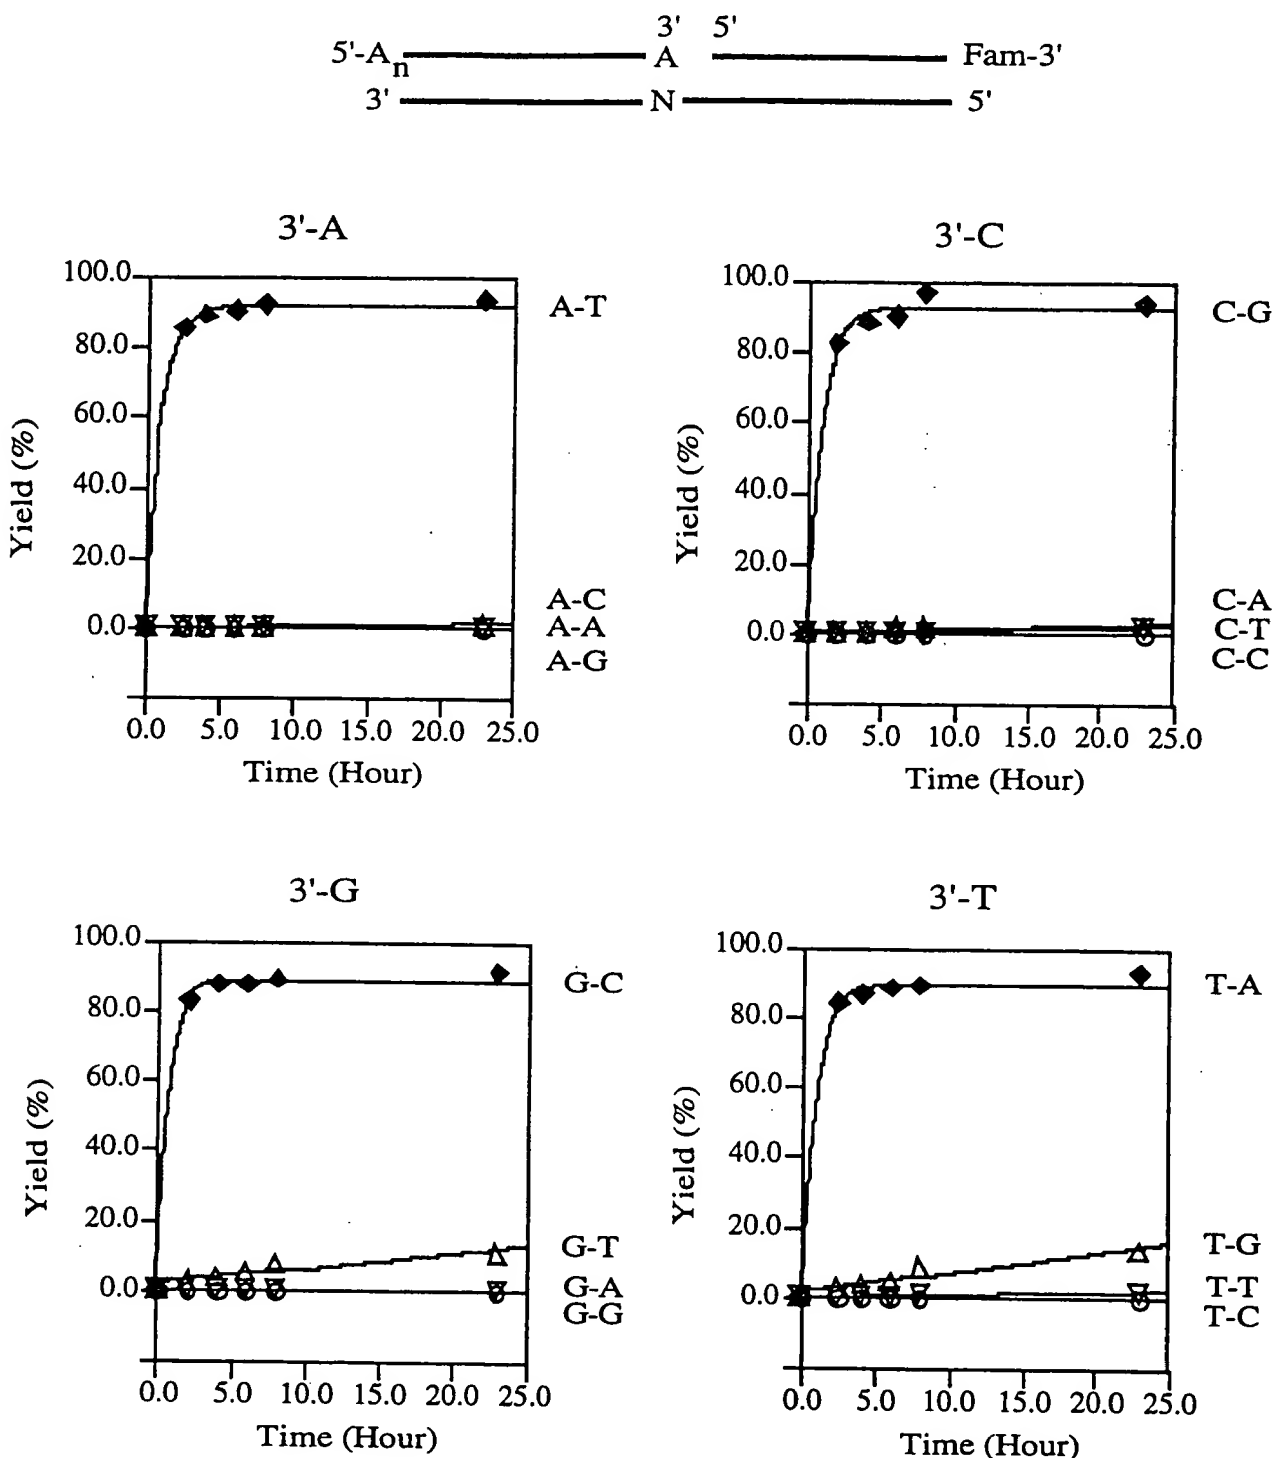 3' 5'
5'-An A Fam-3'
3' N 5'
3'-A
100.0
80.0
60.0
40.0
20.0
0.0
Yield (%)
0.0 5.0 10.0 15.0 20.0 25.0
Time (Hour)
A-T
A-C
A-A
A-G
3'-C
100.0
80.0
60.0
40.0
20.0
0.0
Yield (%)
0.0 5.0 10.0 15.0 20.0 25.0
Time (Hour)
C-G
C-A
C-T
C-C
3'-G
100.0
80.0
60.0
40.0
20.0
0.0
Yield (%)
0.0 5.0 10.0 15.0 20.0 25.0
Time (Hour)
G-C
G-T
G-A
G-G
3'-T
100.0
80.0
60.0
40.0
20.0
0.0
Yield (%)
0.0 5.0 10.0 15.0 20.0 25.0
Time (Hour)
T-A
T-G
T-T
T-C